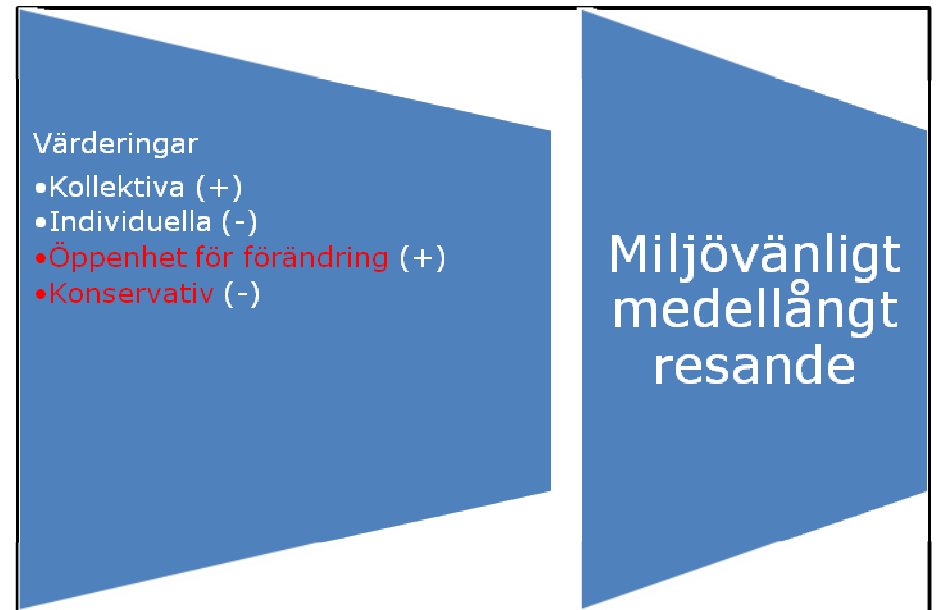 Värderingar
•Kollektiva (+)
•Individuella (-)
•Öppenhet för förändring (+)
•Konservativ (-)
Miljövänligt
medellångt
resande